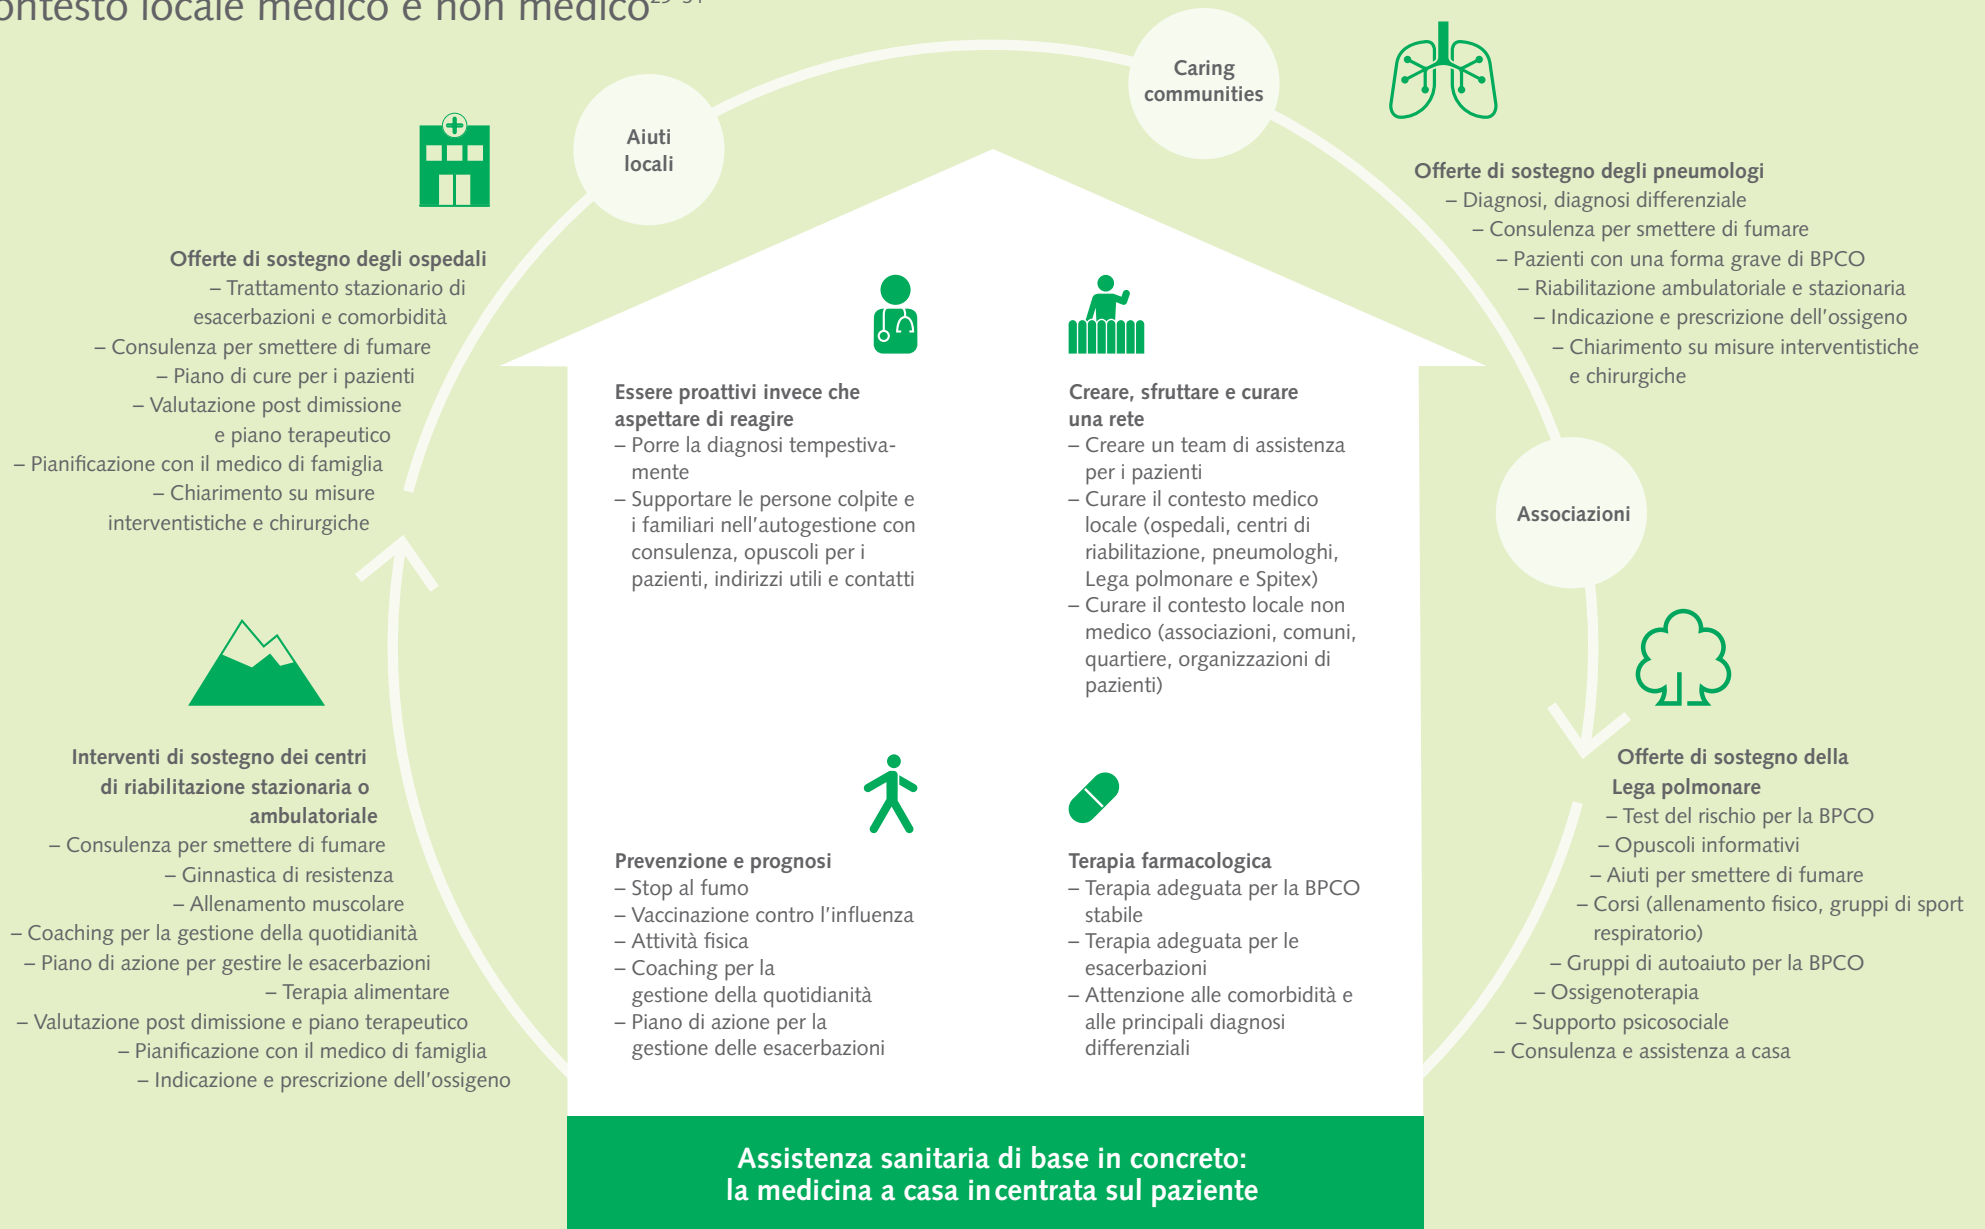 ontesto locale medico e non medico
Aiuti
locali
Caring
communities
Associazioni
Offerte di sostegno degli ospedali
– Trattamento stazionario di
esacerbazioni e comorbidità
– Consulenza per smettere di fumare
– Piano di cure per i pazienti
– Valutazione post dimissione
e piano terapeutico
– Pianificazione con il medico di famiglia
– Chiarimento su misure
interventistiche e chirurgiche
Interventi di sostegno dei centri
di riabilitazione stazionaria o
ambulatoriale
– Consulenza per smettere di fumare
– Ginnastica di resistenza
– Allenamento muscolare
– Coaching per la gestione della quotidianità
– Piano di azione per gestire le esacerbazioni
– Terapia alimentare
– Valutazione post dimissione e piano terapeutico
– Pianificazione con il medico di famiglia
– Indicazione e prescrizione dell'ossigeno
Essere proattivi invece che
aspettare di reagire
– Porre la diagnosi tempestiva-
mente
– Supportare le persone colpite e
i familiari nell'autogestione con
consulenza, opuscoli per i
pazienti, indirizzi utili e contatti
Creare, sfruttare e curare
una rete
– Creare un team di assistenza
per i pazienti
– Curare il contesto medico
locale (ospedali, centri di
riabilitazione, pneumologhi,
Lega polmonare e Spitex)
– Curare il contesto locale non
medico (associazioni, comuni,
quartiere, organizzazioni di
pazienti)
Prevenzione e prognosi
– Stop al fumo
– Vaccinazione contro l'influenza
– Attività fisica
– Coaching per la
gestione della quotidianità
– Piano di azione per la
gestione delle esacerbazioni
Terapia farmacologica
– Terapia adeguata per la BPCO
stabile
– Terapia adeguata per le
esacerbazioni
– Attenzione alle comorbidità e
alle principali diagnosi
differenziali
Offerte di sostegno degli pneumologi
– Diagnosi, diagnosi differenziale
– Consulenza per smettere di fumare
– Pazienti con una forma grave di BPCO
– Riabilitazione ambulatoriale e stazionaria
– Indicazione e prescrizione dell'ossigeno
– Chiarimento su misure interventistiche
e chirurgiche
Offerte di sostegno della
Lega polmonare
– Test del rischio per la BPCO
– Opuscoli informativi
– Aiuti per smettere di fumare
– Corsi (allenamento fisico, gruppi di sport
respiratorio)
– Gruppi di autoaiuto per la BPCO
– Ossigenoterapia
– Supporto psicosociale
– Consulenza e assistenza a casa
Assistenza sanitaria di base in concreto:
la medicina a casa incentrata sul paziente